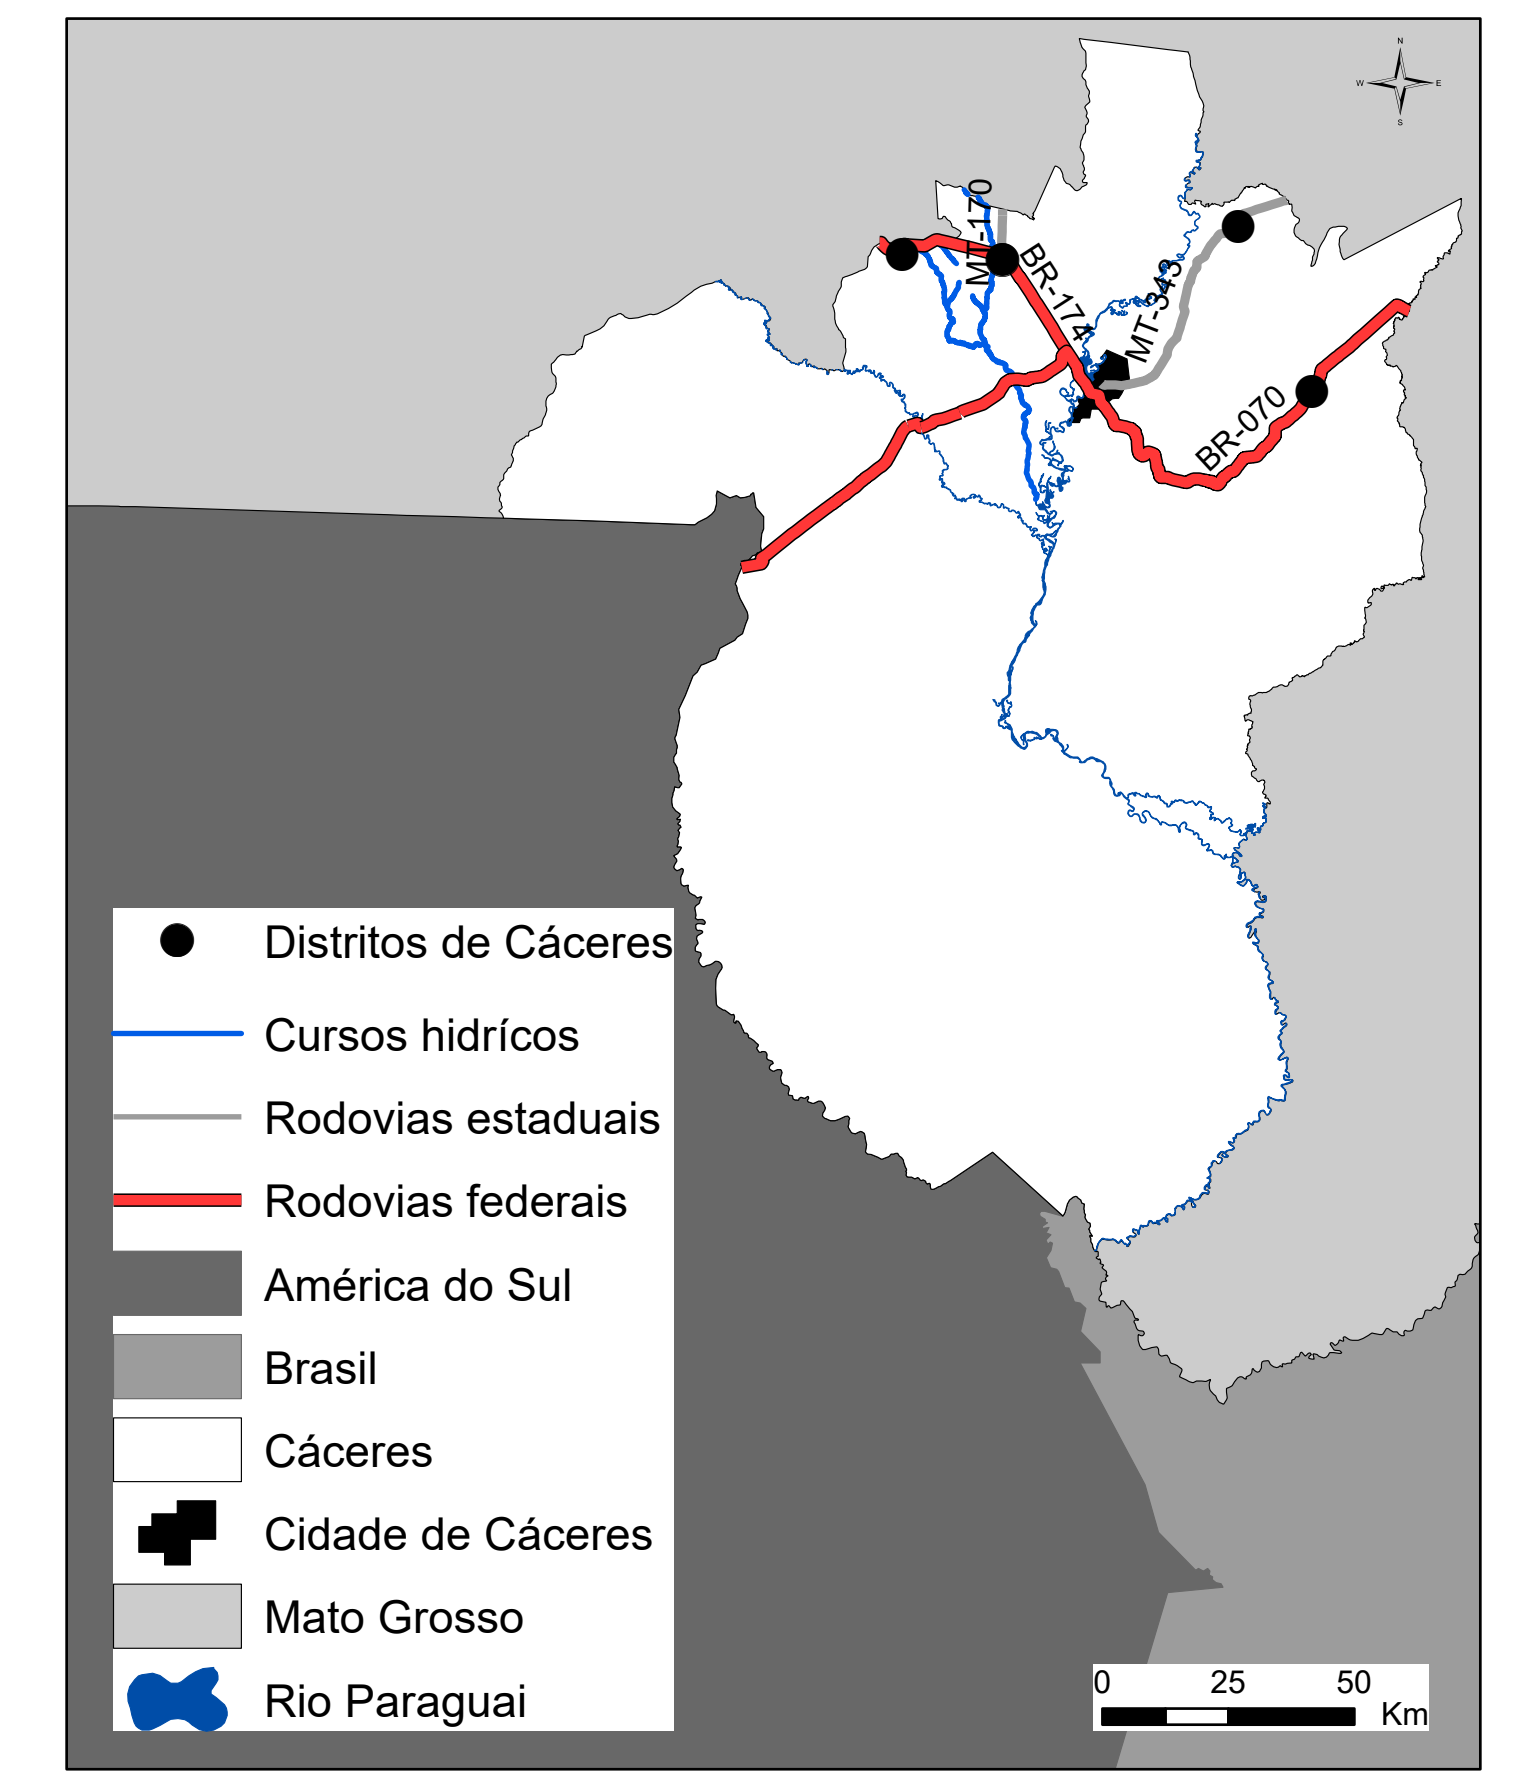 N
W
E
S
MT-170
BR-174
MT-343
BR-070
Distritos de Cáceres
Cursos hidrícos
Rodovias estaduais
Rodovias federais
América do Sul
Brasil
Cáceres
Cidade de Cáceres
Mato Grosso
Rio Paraguai
0 25 50
Km